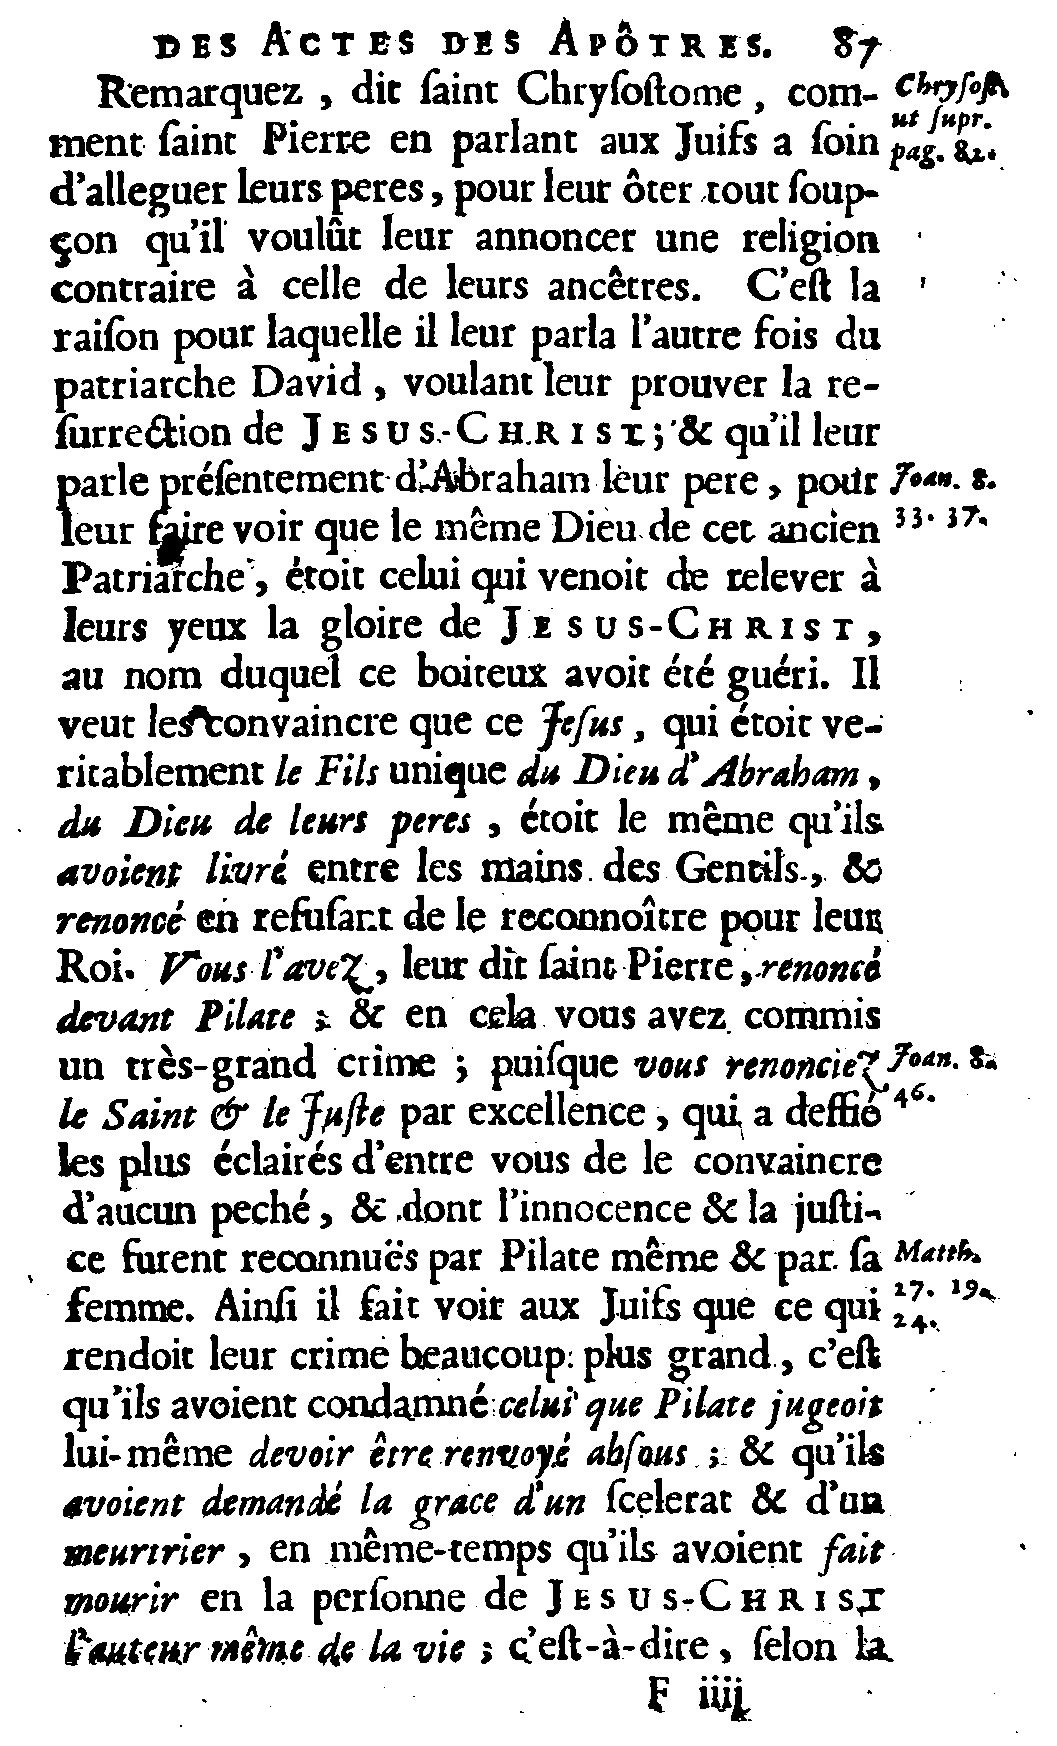 DES ACTES DES APÔTRES. 87
Remarquez, dit ſaint Chryſoſtome, com-
Chryſoſt.
ment ſaint Pierre en parlant aux Juifs a ſoin
ut ſupr.
pag. 82.
d'alleguer leurs peres, pour leur ôter tout ſoup-
çon qu'il voulût leur annoncer une religion
contraire à celle de leurs ancêtres. C'eſt la
raiſon pour laquelle il leur parla l'autre fois du
patriarche David, voulant leur prouver la re-
ſurrection de JESUS-CHRIST; & qu'il leur
parle préſentement d'Abraham leur pere, pour
Joan. 8.
leur faire voir que le même Dieu de cet ancien
33. 37.
Patriarche, étoit celui qui venoit de relever à
leurs yeux la gloire de JESUS-CHRIST,
au nom duquel ce boiteux avoit été guéri. Il
veut les convaincre que ce Jeſus, qui étoit ve-
ritablement le Fils unique du Dieu d'Abraham,
du Dieu de leurs peres, étoit le même qu'ils
avoient livré entre les mains des Gentils, &
renoncé en refuſant de le reconnoître pour leur
Roi. Vous l'avez, leur dit ſaint Pierre, renoncé
devant Pilate; & en cela vous avez commis
un très-grand crime; puiſque vous renonciez
Joan. 8.
le Saint & le Juſte par excellence, qui a deffié
46.
les plus éclairés d'entre vous de le convaincre
d'aucun peché, & dont l'innocence & la juſti-
ce furent reconnuës par Pilate même & par ſa
Matth.
femme. Ainſi il fait voir aux Juifs que ce qui
27. 19.
24.
rendoit leur crime beaucoup plus grand, c'eſt
qu'ils avoient condamné celui que Pilate jugeoit
lui-même devoir être renvoyé abſous; & qu'ils
avoient demandé la grace d'un ſcelerat & d'un
meurtrier, en même-temps qu'ils avoient fait
mourir en la perſonne de JESUS-CHRIST
l'auteur même de la vie; c'eſt-à-dire, ſelon la
F iiij